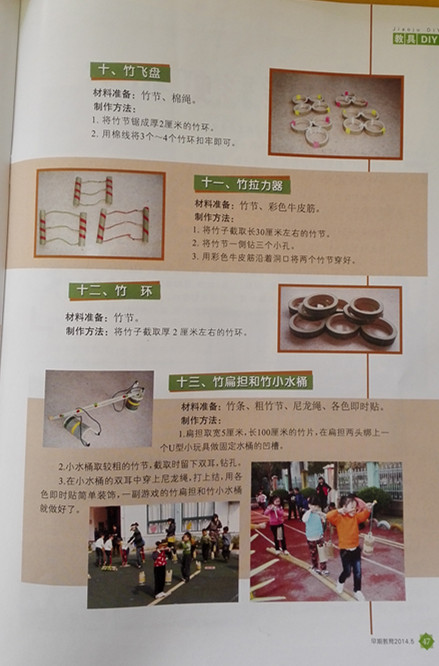 Jiaoju DIY
教具 DIY
十、竹飞盘
材料准备：竹节、棉绳。
制作方法：
1. 将竹节锯成厚2厘米的竹环。
2. 用棉线将3个~4个竹环扣牢即可。
十一、竹拉力器
材料准备：竹节、彩色牛皮筋。
制作方法：
1. 将竹子截取长30厘米左右的竹节。
2. 将竹节一侧钻三个小孔。
3. 用彩色牛皮筋沿着洞口将两个竹节穿好。
十二、竹 环
材料准备：竹节。
制作方法：将竹子截取厚 2 厘米左右的竹环。
十三、竹扁担和竹小水桶
材料准备：竹条、粗竹节、尼龙绳、各色即时贴。
制作方法：
1.扁担取宽5厘米，长100厘米的竹片，在扁担两头绑上一
个U型小玩具做固定水桶的凹槽。
2.小水桶取较粗的竹节，截取时留下双耳，钻孔。
3.在小水桶的双耳中穿上尼龙绳，打上结，用各
色即时贴简单装饰，一副游戏的竹扁担和竹小水桶
就做好了。
早期教育2014.5 47